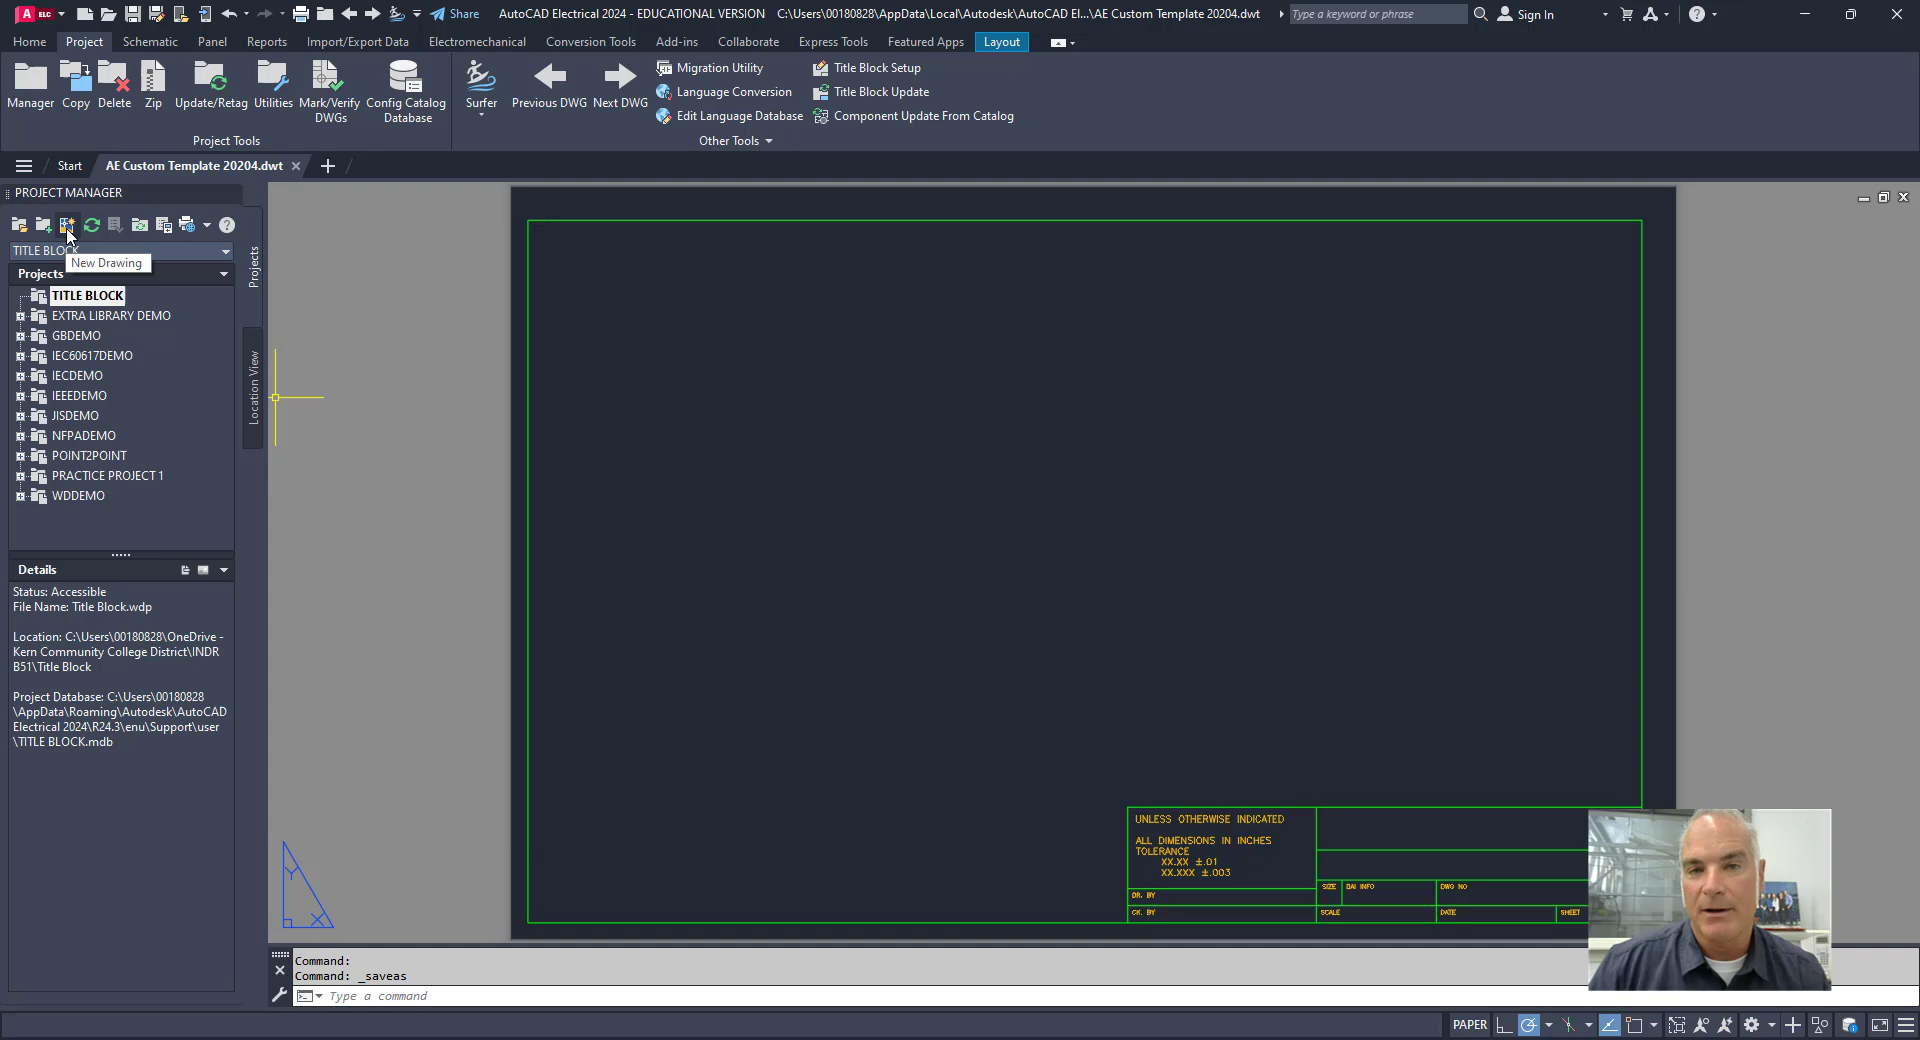 A ELC
Share
AutoCAD Electrical 2024 - EDUCATIONAL VERSION C:\Users\00180828\AppData\Local\Autodesk\AutoCAD El...\AE Custom Template 20204.dwt
Type a keyword or phrase
Sign In
Home Project Schematic Panel Reports Import/Export Data Electromechanical Conversion Tools Add-ins Collaborate Express Tools Featured Apps Layout
Manager Copy Delete Zip Update/Retag Utilities Mark/Verify DWGs Config Catalog Database
Surfer Previous DWG Next DWG
Migration Utility
Language Conversion
Edit Language Database
Title Block Setup
Title Block Update
Component Update From Catalog
Project Tools
Other Tools
Start
AE Custom Template 20204.dwt
PROJECT MANAGER
TITLE BLOCK
New Drawing
Projects
TITLE BLOCK
EXTRA LIBRARY DEMO
GBDEMO
IEC60617DEMO
IECDEMO
IEEEDEMO
JISDEMO
NFPADEMO
POINT2POINT
PRACTICE PROJECT 1
WDDEMO
Projects
Location View
Details
Status: Accessible
File Name: Title Block.wdp
Location: C:\Users\00180828\OneDrive -
Kern Community College District\INDR
B51\Title Block
Project Database: C:\Users\00180828
\AppData\Roaming\Autodesk\AutoCAD
Electrical 2024\R24.3\enu\Support\user
\TITLE BLOCK.mdb
Y
X
UNLESS OTHERWISE INDICATED
ALL DIMENSIONS IN INCHES
TOLERANCE
XX.XX ±.01
XX.XXX ±.003
DR. BY
CK. BY
SIZE DAI INFO DWG NO
SCALE DATE SHEET
Command:
Command: _saveas
Type a command
PAPER